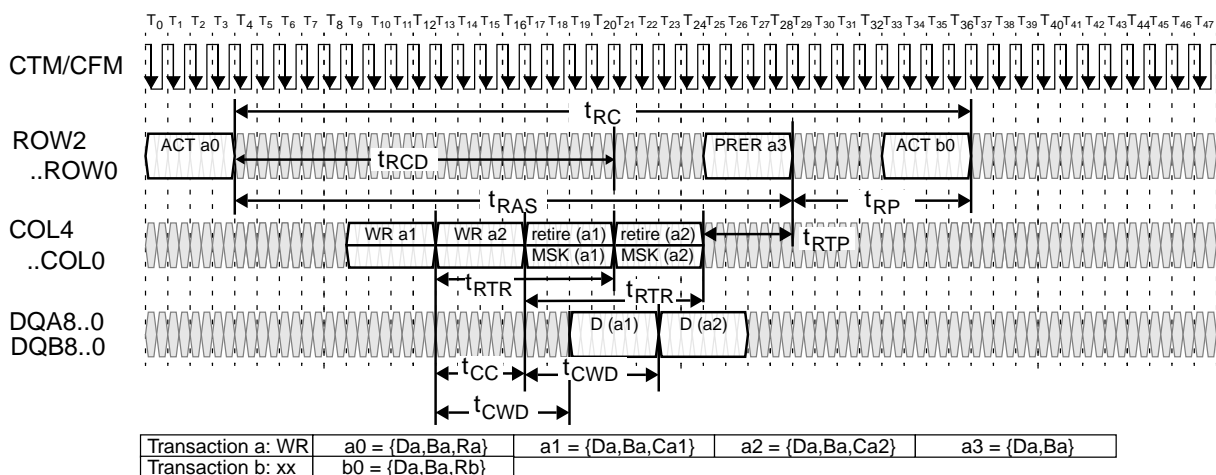 T0 T1 T2 T3 T4 T5 T6 T7 T8 T9 T10 T11 T12 T13 T14 T15 T16 T17 T18 T19 T20 T21 T22 T23 T24 T25 T26 T27 T28 T29 T30 T31 T32 T33 T34 T35 T36 T37 T38 T39 T40 T41 T42 T43 T44 T45 T46 T47
CTM/CFM
tRC
ROW2
..ROW0
ACT a0 PRER a3 ACT b0
tRCD
tRAS tRP
COL4
..COL0
WR a1 WR a2 retire (a1) retire (a2)
MSK (a1) MSK (a2)
tRTP
tRTR tRTR
DQA8..0
DQB8..0
D (a1) D (a2)
tCC tCWD
tCWD
Transaction a: WR a0 = {Da,Ba,Ra} a1 = {Da,Ba,Ca1} a2 = {Da,Ba,Ca2} a3 = {Da,Ba}
Transaction b: xx b0 = {Da,Ba,Rb}